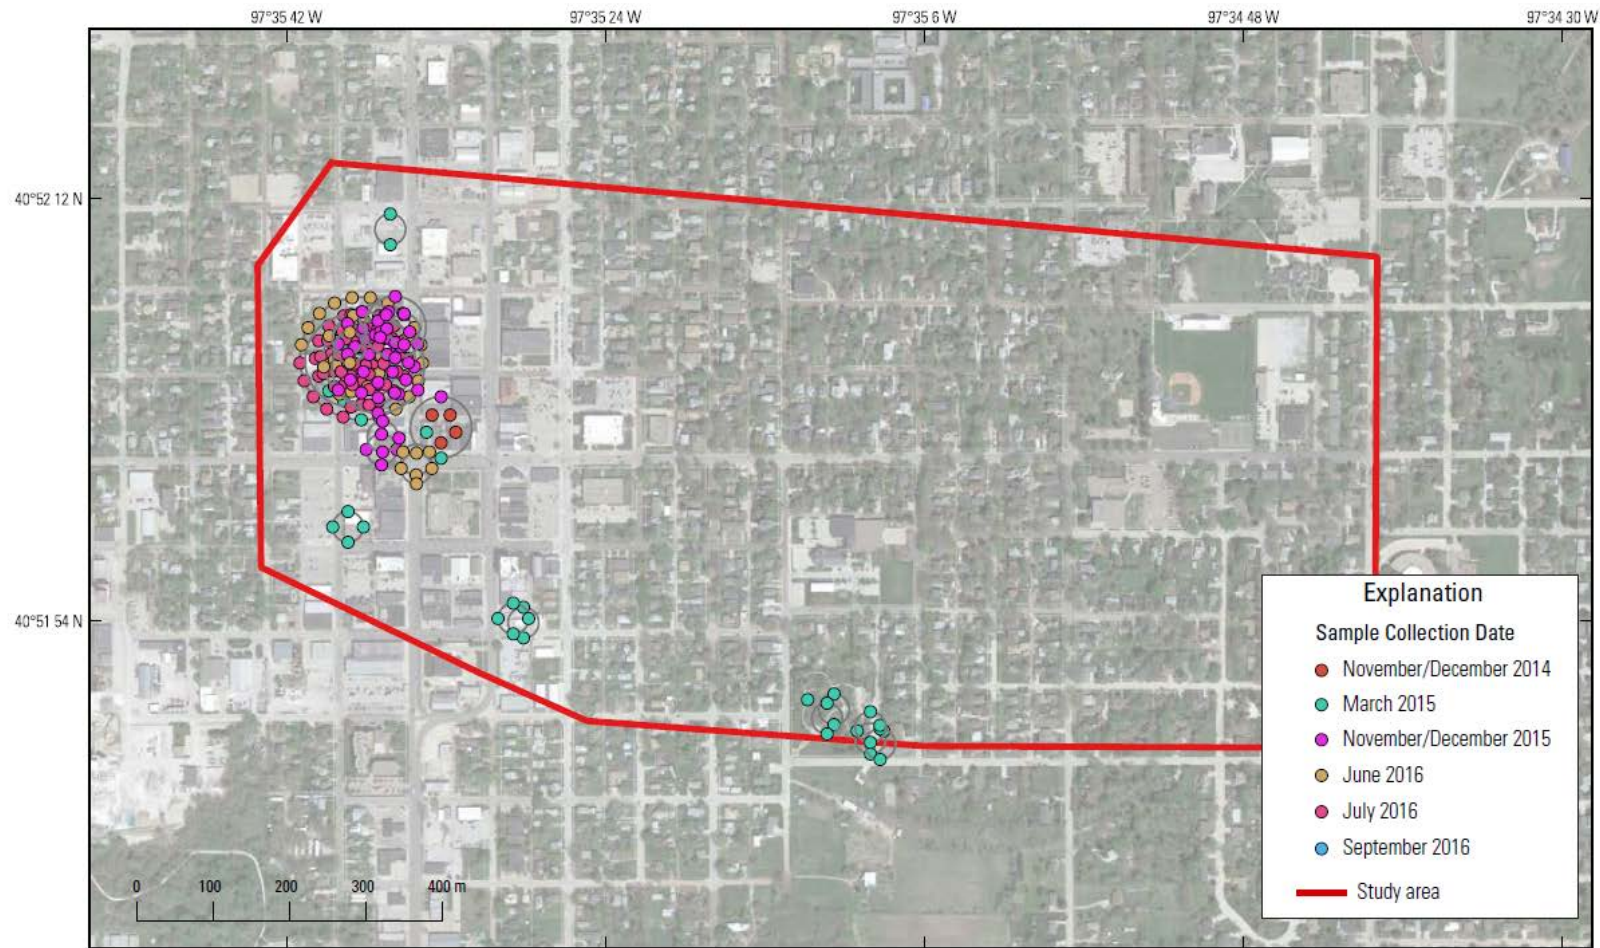 97°35 42 W
97°35 24 W
97°35 6 W
97°34 48 W
97°34 30 W
40°52 12 N
40°51 54 N
Explanation
Sample Collection Date
November/December 2014
March 2015
November/December 2015
June 2016
July 2016
September 2016
Study area
0 100 200 300 400 m